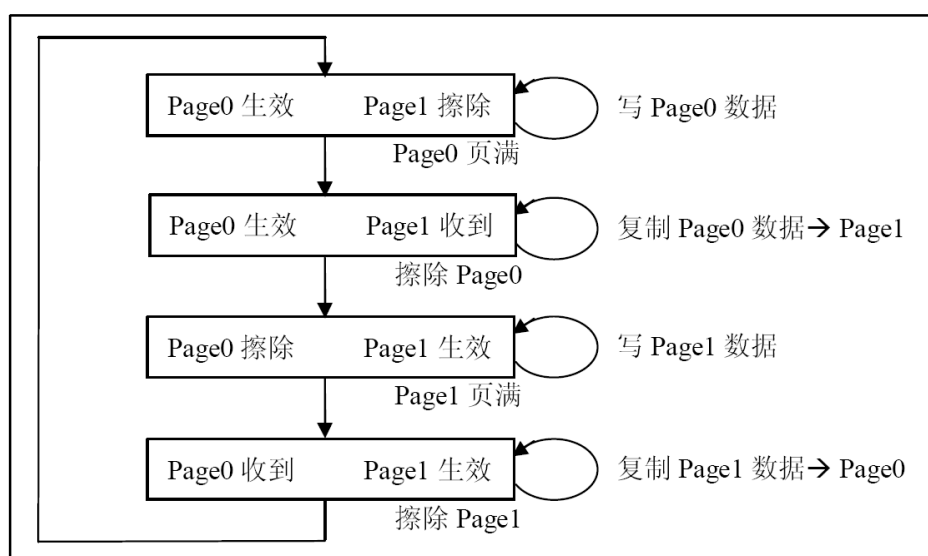 Page0 生效 Page1 擦除 写 Page0 数据
Page0 页满
Page0 生效 Page1 收到 复制 Page0 数据→ Page1
擦除 Page0
Page0 擦除 Page1 生效 写 Page1 数据
Page1 页满
Page0 收到 Page1 生效 复制 Page1 数据→ Page0
擦除 Page1